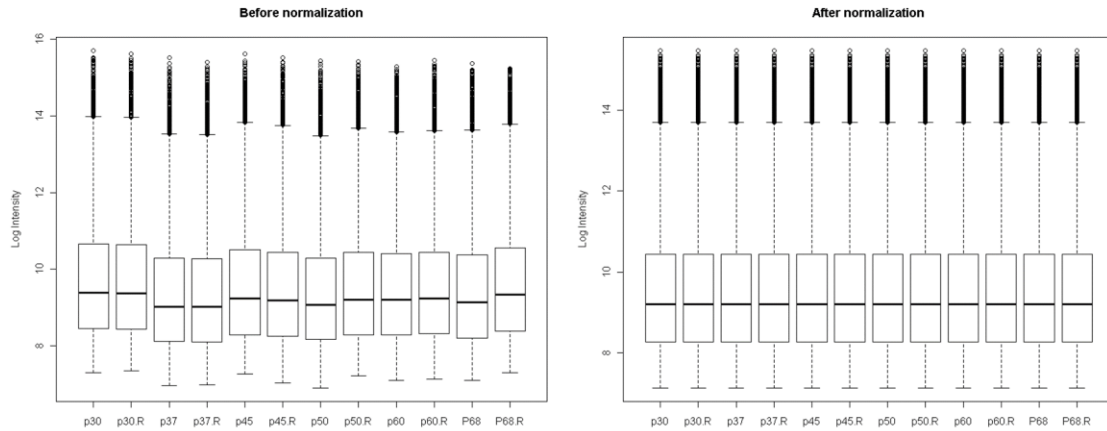 Before normalization
Log Intensity
16
14
12
10
8
p30 p30.R p37 p37.R p45 p45.R p50 p50.R p60 p60.R P68 P68.R
After normalization
Log Intensity
14
12
10
8
p30 p30.R p37 p37.R p45 p45.R p50 p50.R p60 p60.R P68 P68.R